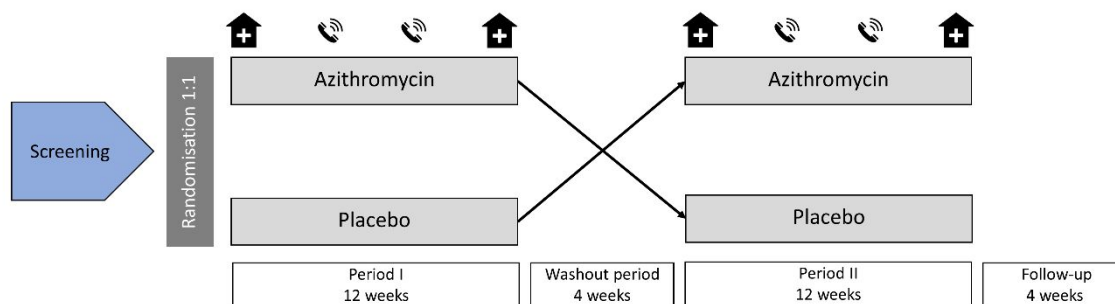 Azithromycin
Azithromycin
Screening
Randomisation 1:1
Placebo
Placebo
Period I
12 weeks
Washout period
4 weeks
Period II
12 weeks
Follow-up
4 weeks